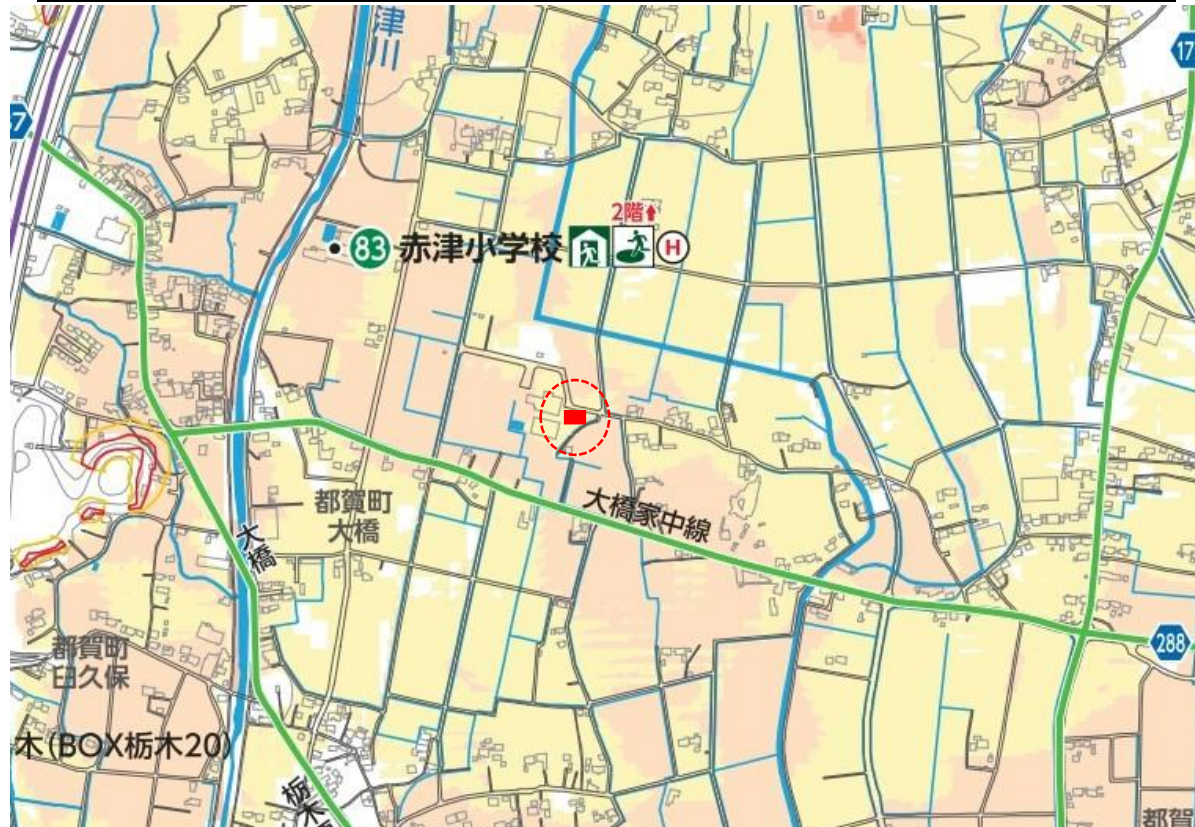 津川
17
7
2階
83 赤津小学校 H
都賀町
大橋
大橋家中線
大橋
288
都賀町
臼久保
木(BOX栃木20)
栃木
都賀